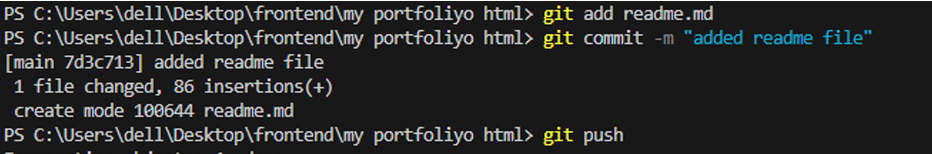 PS C:\Users\dell\Desktop\frontend\my portfoliyo html> git add readme.md
PS C:\Users\dell\Desktop\frontend\my portfoliyo html> git commit -m "added readme file"
[main 7d3c713] added readme file
 1 file changed, 86 insertions(+)
 create mode 100644 readme.md
PS C:\Users\dell\Desktop\frontend\my portfoliyo html> git push